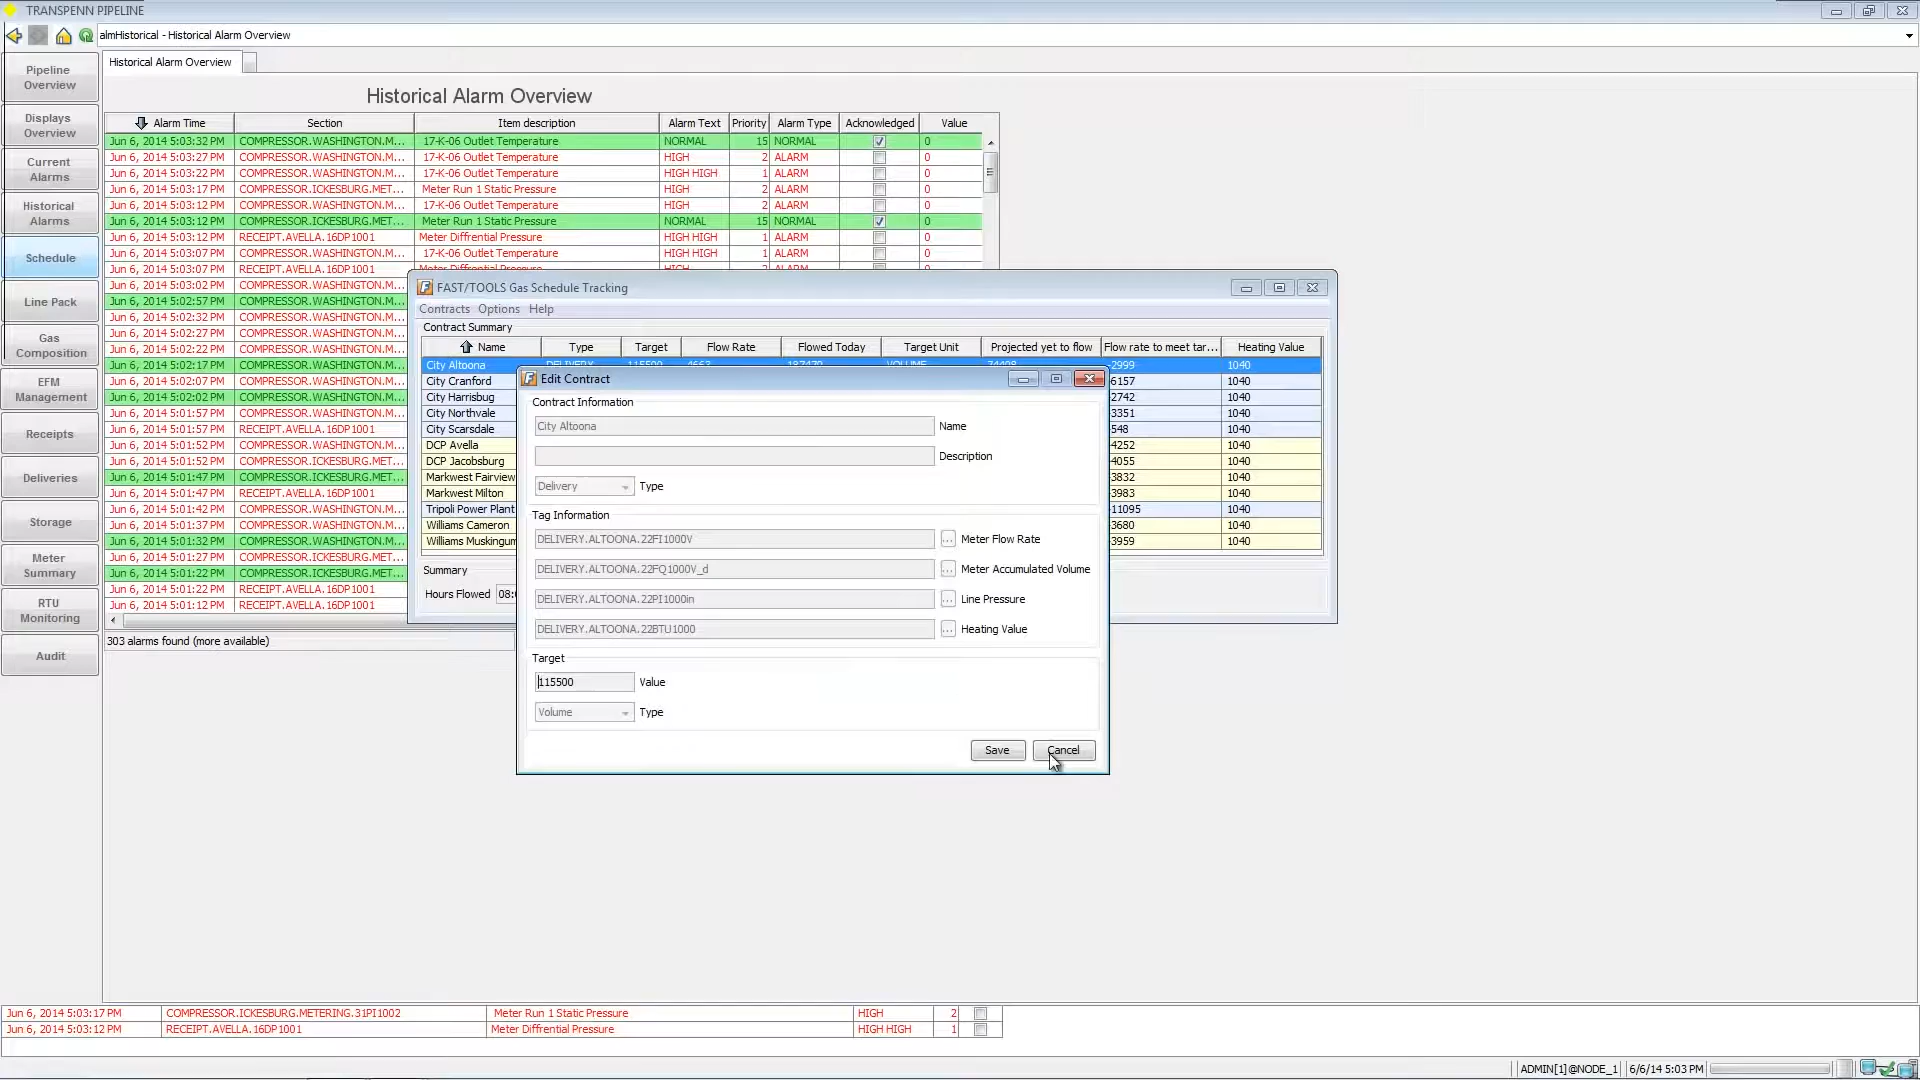 TRANSPENN PIPELINE
almHistorical - Historical Alarm Overview
Historical Alarm Overview
Pipeline
Overview
Displays
Overview
Current
Alarms
Historical
Alarms
Schedule
Line Pack
Gas
Composition
EFM
Management
Receipts
Deliveries
Storage
Meter
Summary
RTU
Monitoring
Audit
Historical Alarm Overview
Alarm Time Section Item description Alarm Text Priority Alarm Type Acknowledged Value
Jun 6, 2014 5:03:32 PM COMPRESSOR.WASHINGTON.M... 17-K-06 Outlet Temperature NORMAL 15 NORMAL 0
Jun 6, 2014 5:03:27 PM COMPRESSOR.WASHINGTON.M... 17-K-06 Outlet Temperature HIGH 2 ALARM 0
Jun 6, 2014 5:03:22 PM COMPRESSOR.WASHINGTON.M... 17-K-06 Outlet Temperature HIGH HIGH 1 ALARM 0
Jun 6, 2014 5:03:17 PM COMPRESSOR.ICKESBURG.MET... Meter Run 1 Static Pressure HIGH 2 ALARM 0
Jun 6, 2014 5:03:12 PM COMPRESSOR.WASHINGTON.M... 17-K-06 Outlet Temperature HIGH 2 ALARM 0
Jun 6, 2014 5:03:12 PM COMPRESSOR.ICKESBURG.MET... Meter Run 1 Static Pressure NORMAL 15 NORMAL 0
Jun 6, 2014 5:03:12 PM RECEIPT.AVELLA.16DP1001 Meter Diffrential Pressure HIGH HIGH 1 ALARM 0
Jun 6, 2014 5:03:07 PM COMPRESSOR.WASHINGTON.M... 17-K-06 Outlet Temperature HIGH HIGH 1 ALARM 0
Jun 6, 2014 5:03:07 PM RECEIPT.AVELLA.16DP1001 Meter Diffrential Pressure HIGH 2 ALARM 0
Jun 6, 2014 5:03:02 PM COMPRESSOR.WASHINGTON.M...
Jun 6, 2014 5:02:57 PM COMPRESSOR.WASHINGTON.M...
Jun 6, 2014 5:02:32 PM COMPRESSOR.WASHINGTON.M...
Jun 6, 2014 5:02:27 PM COMPRESSOR.WASHINGTON.M...
Jun 6, 2014 5:02:22 PM COMPRESSOR.WASHINGTON.M...
Jun 6, 2014 5:02:17 PM COMPRESSOR.WASHINGTON.M...
Jun 6, 2014 5:02:07 PM COMPRESSOR.WASHINGTON.M...
Jun 6, 2014 5:02:02 PM COMPRESSOR.WASHINGTON.M...
Jun 6, 2014 5:01:57 PM COMPRESSOR.WASHINGTON.M...
Jun 6, 2014 5:01:57 PM RECEIPT.AVELLA.16DP1001
Jun 6, 2014 5:01:52 PM COMPRESSOR.WASHINGTON.M...
Jun 6, 2014 5:01:52 PM COMPRESSOR.ICKESBURG.MET...
Jun 6, 2014 5:01:47 PM COMPRESSOR.ICKESBURG.MET...
Jun 6, 2014 5:01:47 PM RECEIPT.AVELLA.16DP1001
Jun 6, 2014 5:01:42 PM COMPRESSOR.WASHINGTON.M...
Jun 6, 2014 5:01:37 PM COMPRESSOR.WASHINGTON.M...
Jun 6, 2014 5:01:32 PM COMPRESSOR.WASHINGTON.M...
Jun 6, 2014 5:01:27 PM COMPRESSOR.ICKESBURG.MET...
Jun 6, 2014 5:01:22 PM COMPRESSOR.ICKESBURG.MET...
Jun 6, 2014 5:01:22 PM RECEIPT.AVELLA.16DP1001
Jun 6, 2014 5:01:12 PM RECEIPT.AVELLA.16DP1001
303 alarms found (more available)
FAST/TOOLS Gas Schedule Tracking
Contracts Options Help
Contract Summary
Name Type Target Flow Rate Flowed Today Target Unit Projected yet to flow Flow rate to meet tar... Heating Value
City Altoona DELIVERY 115500 4663 187479 VOLUME 74408 -2999 1040
City Cranford 6157 1040
City Harrisbug 2742 1040
City Northvale 3351 1040
City Scarsdale 548 1040
DCP Avella 4252 1040
DCP Jacobsburg 4055 1040
Markwest Fairview 3832 1040
Markwest Milton 3983 1040
Tripoli Power Plant 11095 1040
Williams Cameron 3680 1040
Williams Muskingum 3959 1040
Summary
Hours Flowed 08:
Edit Contract
Contract Information
City Altoona Name
Description
Delivery Type
Tag Information
DELIVERY.ALTOONA.22FI1000V ... Meter Flow Rate
DELIVERY.ALTOONA.22FQ1000V_d ... Meter Accumulated Volume
DELIVERY.ALTOONA.22PI1000in ... Line Pressure
DELIVERY.ALTOONA.22BTU1000 ... Heating Value
Target
115500 Value
Volume Type
Save Cancel
Jun 6, 2014 5:03:17 PM COMPRESSOR.ICKESBURG.METERING.31PI1002 Meter Run 1 Static Pressure HIGH 2
Jun 6, 2014 5:03:12 PM RECEIPT.AVELLA.16DP1001 Meter Diffrential Pressure HIGH HIGH 1
ADMIN[1]@NODE_1 6/6/14 5:03 PM